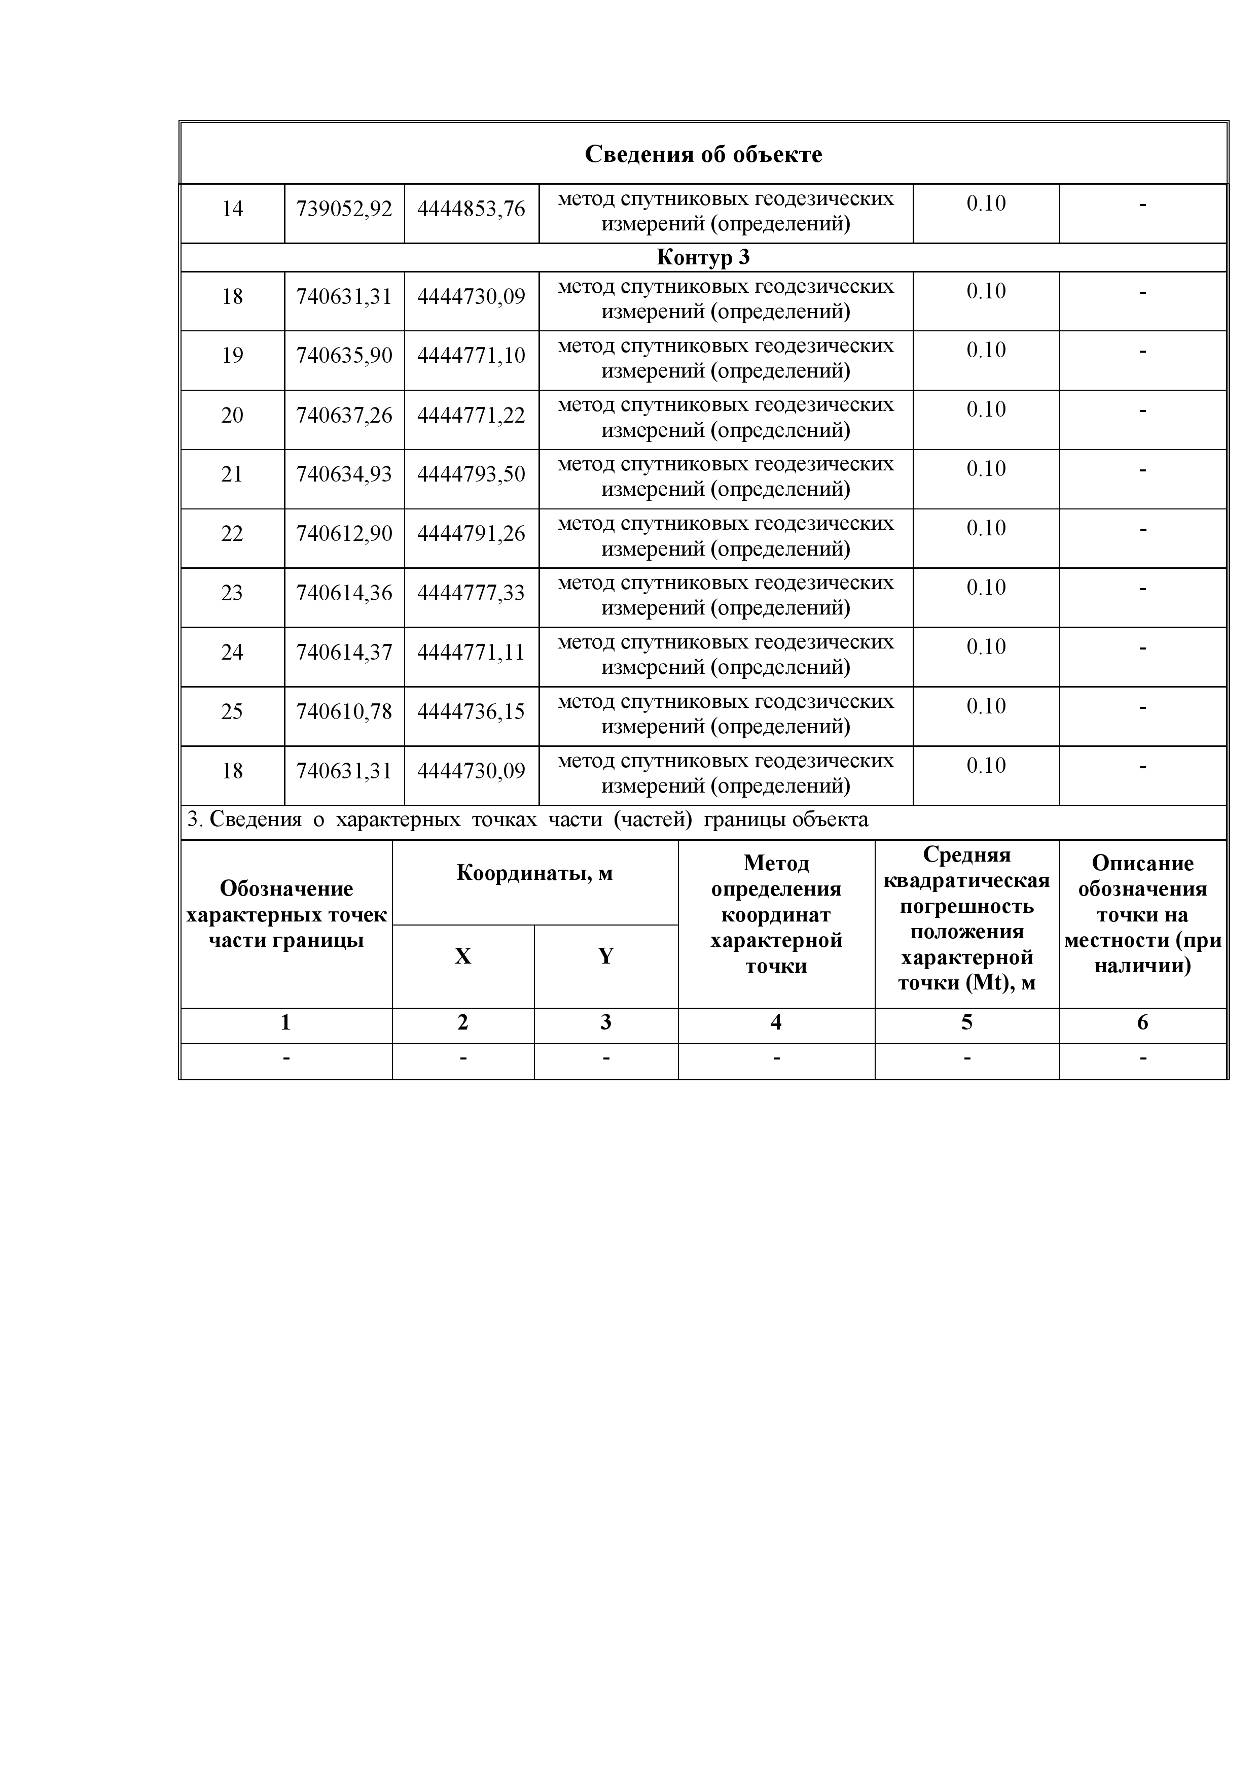 Сведения об объекте
14 739052,92 4444853,76 метод спутниковых геодезических измерений (определений) 0.10 -
Контур 3
18 740631,31 4444730,09 метод спутниковых геодезических измерений (определений) 0.10 -
19 740635,90 4444771,10 метод спутниковых геодезических измерений (определений) 0.10 -
20 740637,26 4444771,22 метод спутниковых геодезических измерений (определений) 0.10 -
21 740634,93 4444793,50 метод спутниковых геодезических измерений (определений) 0.10 -
22 740612,90 4444791,26 метод спутниковых геодезических измерений (определений) 0.10 -
23 740614,36 4444777,33 метод спутниковых геодезических измерений (определений) 0.10 -
24 740614,37 4444771,11 метод спутниковых геодезических измерений (определений) 0.10 -
25 740610,78 4444736,15 метод спутниковых геодезических измерений (определений) 0.10 -
18 740631,31 4444730,09 метод спутниковых геодезических измерений (определений) 0.10 -
3. Сведения о характерных точках части (частей) границы объекта
Обозначение
характерных точек
части границы
Координаты, м
X Y
Метод
определения
координат
характерной
точки
Средняя
квадратическая
погрешность
положения
характерной
точки (Mt), м
Описание
обозначения
точки на
местности (при
наличии)
1 2 3 4 5 6
- - - - - -